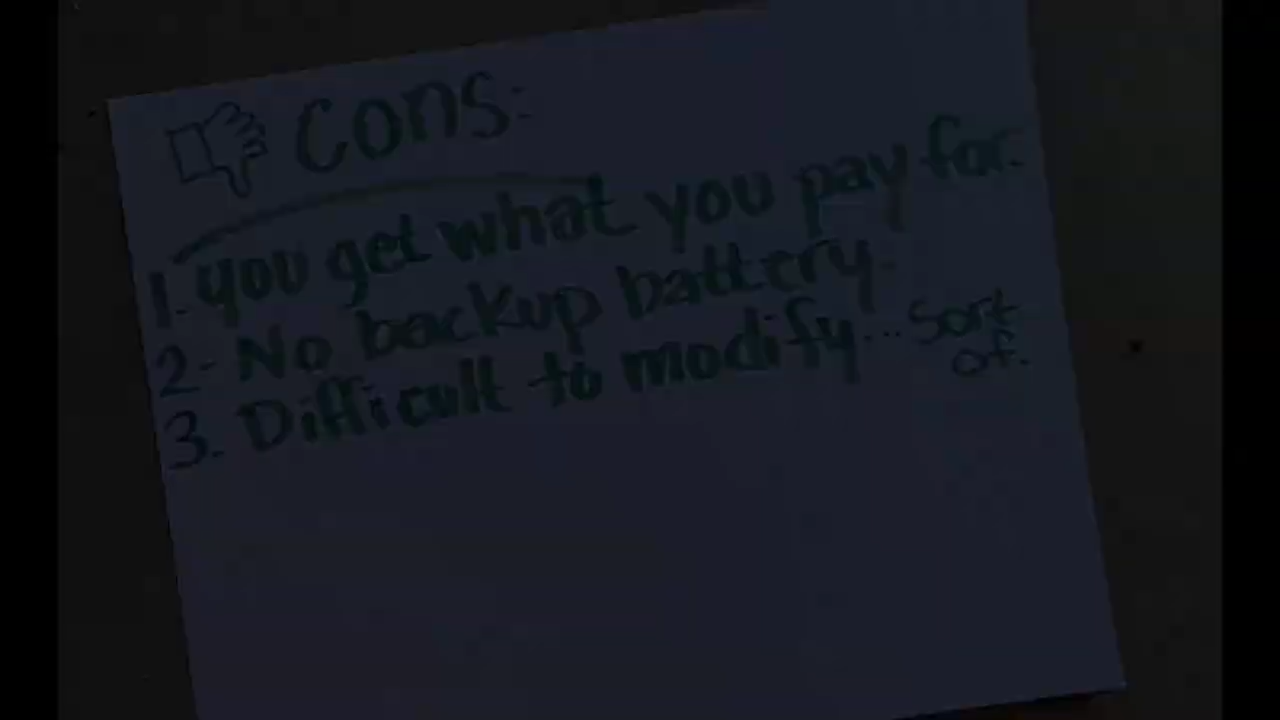 Cons:
1. you get what you pay for.
2. No backup battery.
3. Difficult to modify... Sort
of.